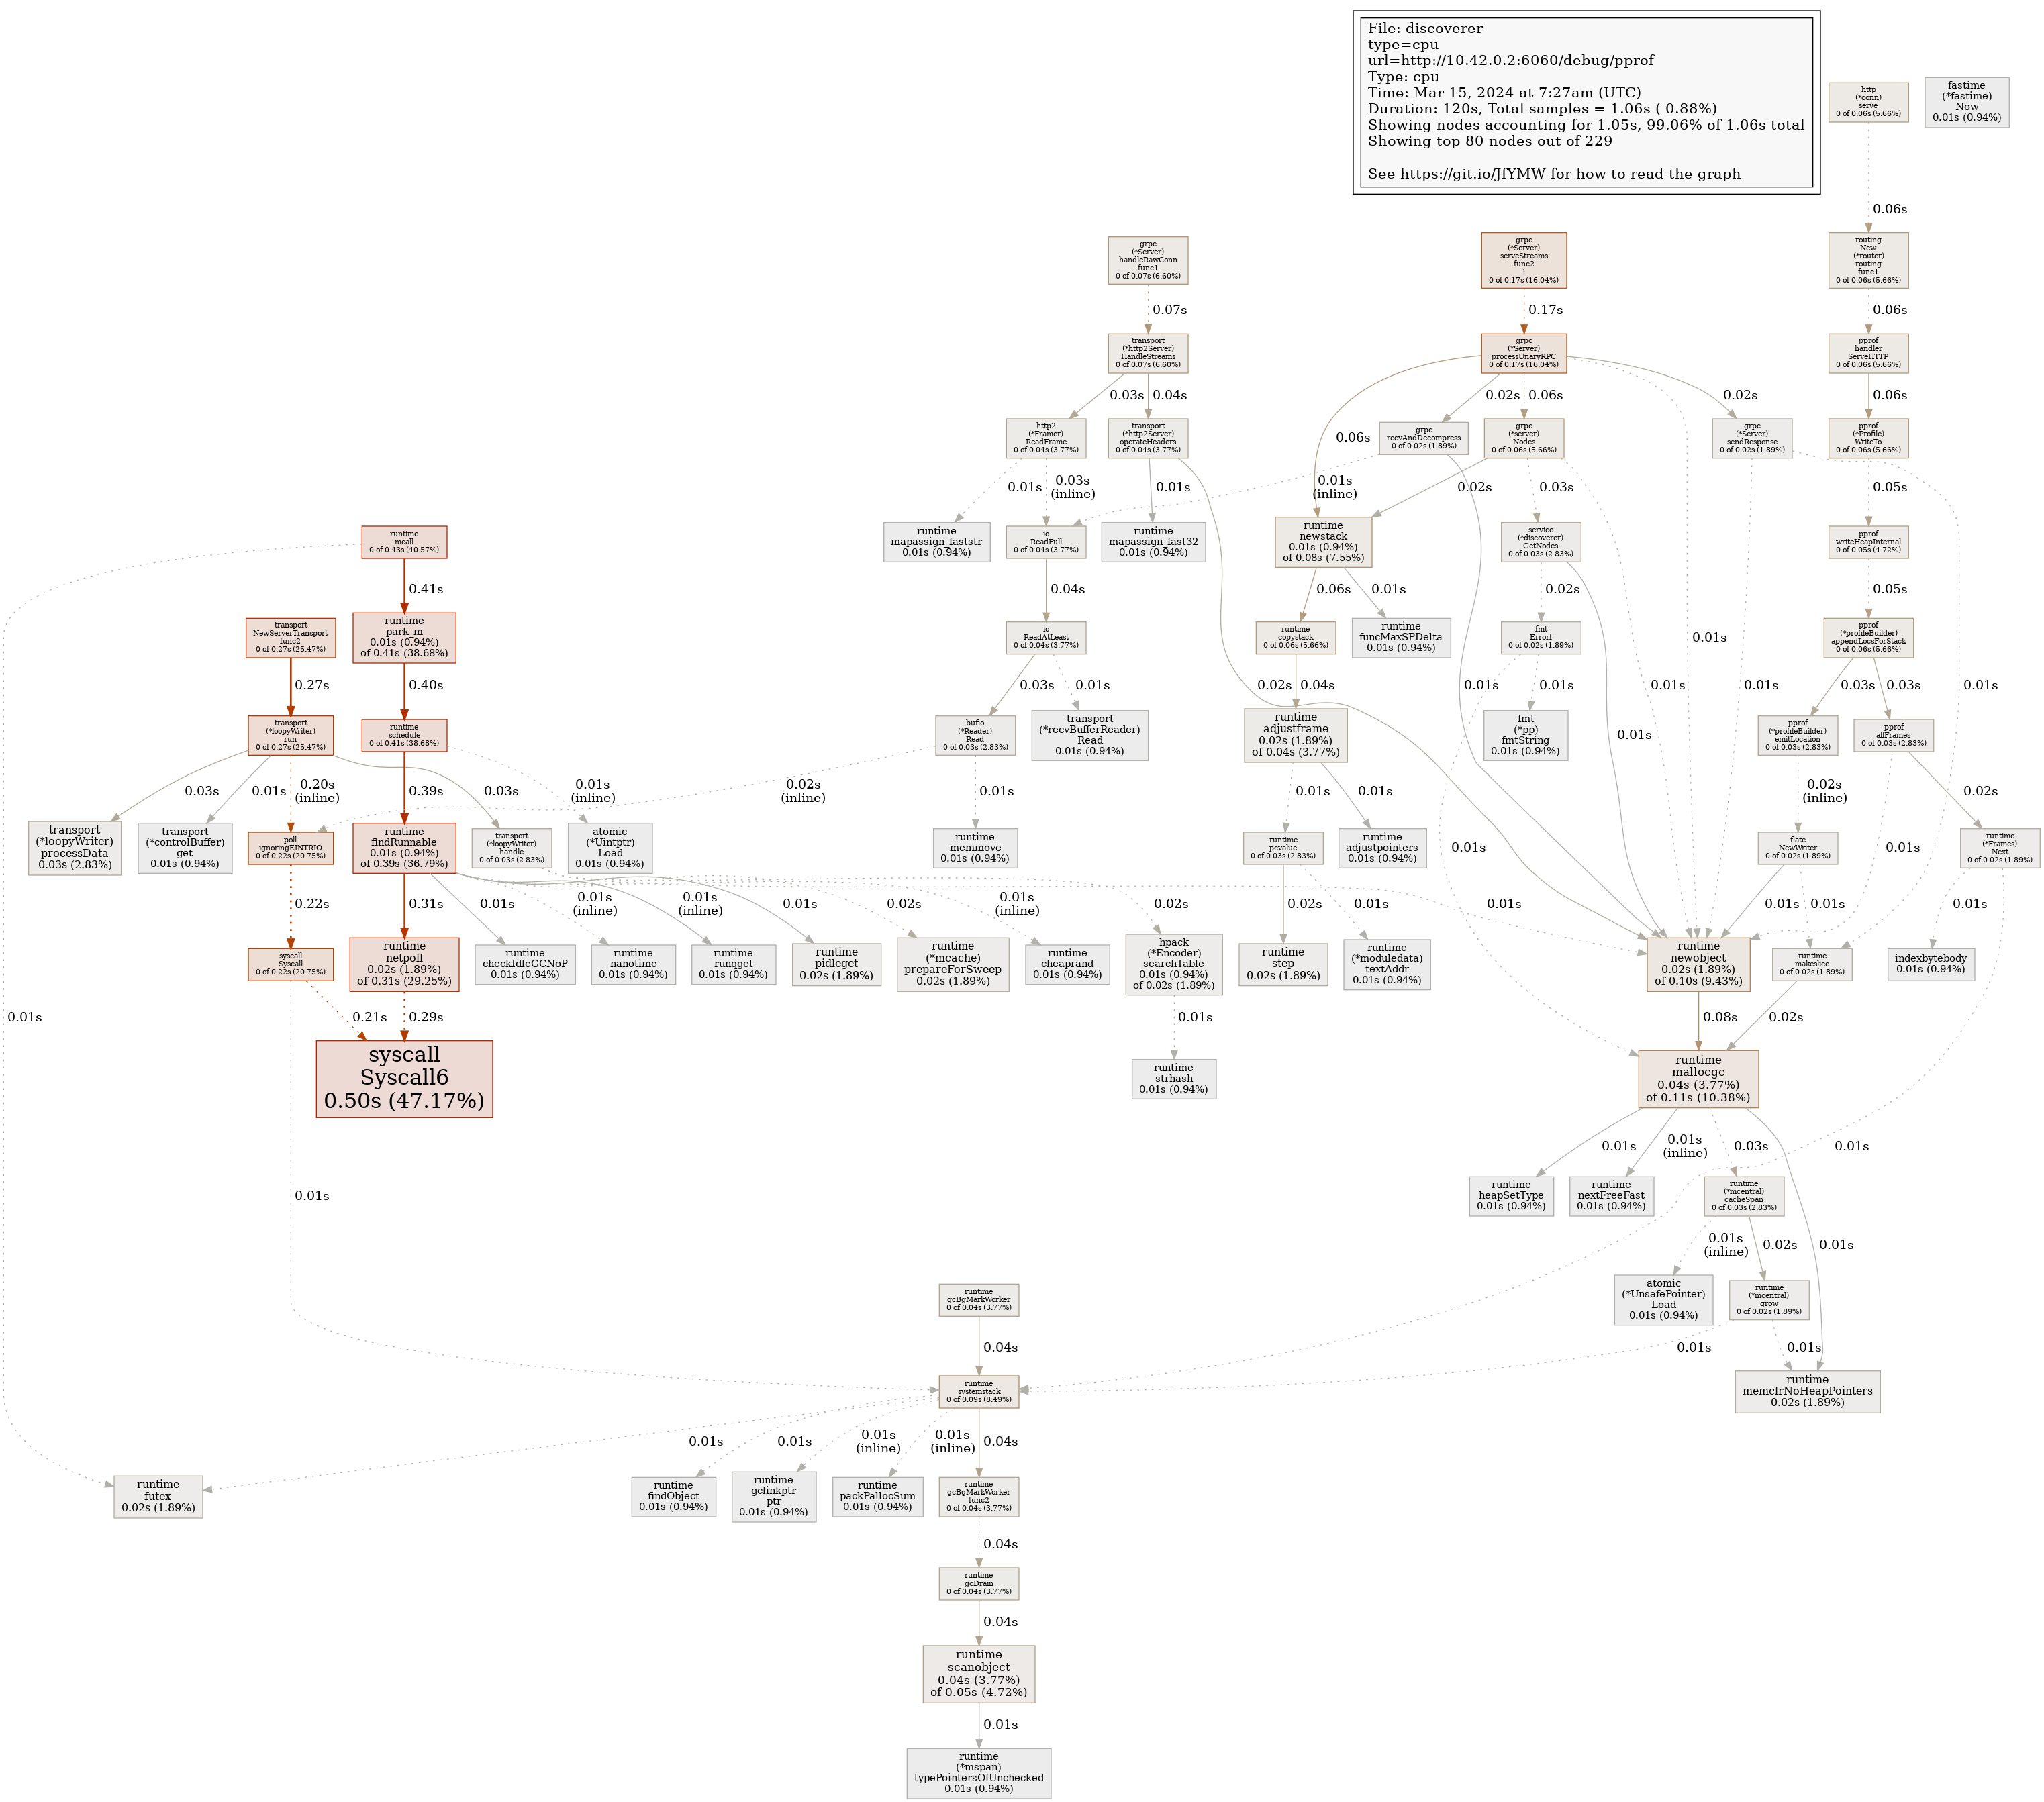 File: discoverer
type=cpu
url=http://10.42.0.2:6060/debug/pprof
Type: cpu
Time: Mar 15, 2024 at 7:27am (UTC)
Duration: 120s, Total samples = 1.06s ( 0.88%)
Showing nodes accounting for 1.05s, 99.06% of 1.06s total
Showing top 80 nodes out of 229
See https://git.io/JfYMW for how to read the graph
http
(*conn)
serve
0 of 0.06s (5.66%)
fastime
(*fastime)
Now
0.01s (0.94%)
0.06s
grpc
(*Server)
handleRawConn
func1
0 of 0.07s (6.60%)
grpc
(*Server)
serveStreams
func2
1
0 of 0.17s (16.04%)
routing
New
(*router)
routing
func1
0 of 0.06s (5.66%)
0.07s
0.17s
0.06s
transport
(*http2Server)
HandleStreams
0 of 0.07s (6.60%)
grpc
(*Server)
processUnaryRPC
0 of 0.17s (16.04%)
pprof
handler
ServeHTTP
0 of 0.06s (5.66%)
0.03s
0.04s
0.02s
0.06s
0.02s
0.06s
http2
(*Framer)
ReadFrame
0 of 0.04s (3.77%)
transport
(*http2Server)
operateHeaders
0 of 0.04s (3.77%)
0.06s
grpc
recvAndDecompress
0 of 0.02s (1.89%)
grpc
(*server)
Nodes
0 of 0.06s (5.66%)
grpc
(*Server)
sendResponse
0 of 0.02s (1.89%)
pprof
(*Profile)
WriteTo
0 of 0.06s (5.66%)
0.01s
0.03s
(inline)
0.01s
0.01s
(inline)
0.02s
0.03s
0.05s
runtime
mcall
0 of 0.43s (40.57%)
runtime
mapassign_faststr
0.01s (0.94%)
io
ReadFull
0 of 0.04s (3.77%)
runtime
mapassign_fast32
0.01s (0.94%)
runtime
newstack
0.01s (0.94%)
of 0.08s (7.55%)
service
(*discoverer)
GetNodes
0 of 0.03s (2.83%)
pprof
writeHeapInternal
0 of 0.05s (4.72%)
0.41s
0.04s
0.06s
0.01s
0.02s
0.05s
transport
NewServerTransport
func2
0 of 0.27s (25.47%)
runtime
park_m
0.01s (0.94%)
of 0.41s (38.68%)
io
ReadAtLeast
0 of 0.04s (3.77%)
runtime
copystack
0 of 0.06s (5.66%)
runtime
funcMaxSPDelta
0.01s (0.94%)
fmt
Errorf
0 of 0.02s (1.89%)
0.01s
pprof
(*profileBuilder)
appendLocsForStack
0 of 0.06s (5.66%)
0.27s
0.40s
0.03s
0.01s
0.02s
0.04s
0.01s
0.01s
0.01s
0.01s
0.01s
0.03s
0.03s
transport
(*loopyWriter)
run
0 of 0.27s (25.47%)
runtime
schedule
0 of 0.41s (38.68%)
bufio
(*Reader)
Read
0 of 0.03s (2.83%)
transport
(*recvBufferReader)
Read
0.01s (0.94%)
runtime
adjustframe
0.02s (1.89%)
of 0.04s (3.77%)
fmt
(*pp)
fmtString
0.01s (0.94%)
0.01s
pprof
(*profileBuilder)
emitLocation
0 of 0.03s (2.83%)
pprof
allFrames
0 of 0.03s (2.83%)
0.03s
0.01s
0.20s
(inline)
0.39s
0.03s
0.01s
(inline)
0.02s
(inline)
0.01s
0.01s
0.01s
0.02s
(inline)
0.02s
transport
(*loopyWriter)
processData
0.03s (2.83%)
transport
(*controlBuffer)
get
0.01s (0.94%)
poll
ignoringEINTRIO
0 of 0.22s (20.75%)
runtime
findRunnable
0.01s (0.94%)
of 0.39s (36.79%)
transport
(*loopyWriter)
handle
0 of 0.03s (2.83%)
atomic
(*Uintptr)
Load
0.01s (0.94%)
runtime
memmove
0.01s (0.94%)
runtime
pcvalue
0 of 0.03s (2.83%)
runtime
adjustpointers
0.01s (0.94%)
0.01s
flate
NewWriter
0 of 0.02s (1.89%)
0.01s
runtime
(*Frames)
Next
0 of 0.02s (1.89%)
0.22s
0.31s
0.01s
0.01s
(inline)
0.01s
(inline)
0.01s
0.02s
0.01s
(inline)
0.02s
0.02s
0.01s
0.01s
0.01s
0.01s
0.01s
syscall
Syscall
0 of 0.22s (20.75%)
runtime
netpoll
0.02s (1.89%)
of 0.31s (29.25%)
runtime
checkIdleGCNoP
0.01s (0.94%)
runtime
nanotime
0.01s (0.94%)
runtime
runqget
0.01s (0.94%)
runtime
pidleget
0.02s (1.89%)
runtime
(*mcache)
prepareForSweep
0.02s (1.89%)
runtime
cheaprand
0.01s (0.94%)
hpack
(*Encoder)
searchTable
0.01s (0.94%)
of 0.02s (1.89%)
runtime
step
0.02s (1.89%)
runtime
(*moduledata)
textAddr
0.01s (0.94%)
runtime
newobject
0.02s (1.89%)
of 0.10s (9.43%)
runtime
makeslice
0 of 0.02s (1.89%)
indexbytebody
0.01s (0.94%)
0.01s
0.21s
0.29s
0.01s
0.08s
0.02s
syscall
Syscall6
0.50s (47.17%)
runtime
strhash
0.01s (0.94%)
runtime
mallocgc
0.04s (3.77%)
of 0.11s (10.38%)
0.01s
0.01s
(inline)
0.03s
0.01s
0.01s
runtime
heapSetType
0.01s (0.94%)
runtime
nextFreeFast
0.01s (0.94%)
runtime
(*mcentral)
cacheSpan
0 of 0.03s (2.83%)
0.01s
(inline)
0.02s
0.01s
runtime
gcBgMarkWorker
0 of 0.04s (3.77%)
atomic
(*UnsafePointer)
Load
0.01s (0.94%)
runtime
(*mcentral)
grow
0 of 0.02s (1.89%)
0.04s
0.01s
0.01s
runtime
systemstack
0 of 0.09s (8.49%)
runtime
memclrNoHeapPointers
0.02s (1.89%)
0.01s
0.01s
0.01s
(inline)
0.01s
(inline)
0.04s
runtime
futex
0.02s (1.89%)
runtime
findObject
0.01s (0.94%)
runtime
gclinkptr
ptr
0.01s (0.94%)
runtime
packPallocSum
0.01s (0.94%)
runtime
gcBgMarkWorker
func2
0 of 0.04s (3.77%)
0.04s
runtime
gcDrain
0 of 0.04s (3.77%)
0.04s
runtime
scanobject
0.04s (3.77%)
of 0.05s (4.72%)
0.01s
runtime
(*mspan)
typePointersOfUnchecked
0.01s (0.94%)